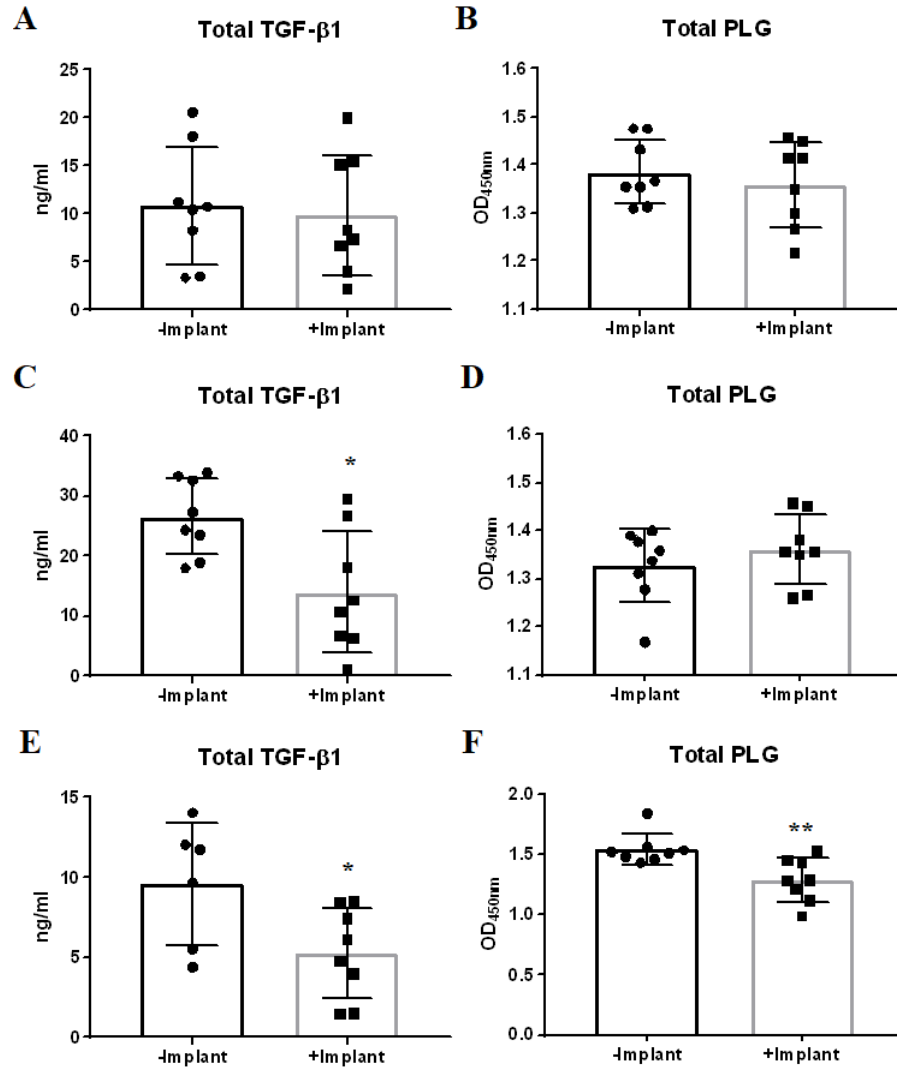 A
Total TGF-β1
ng/ml
25
20
15
10
5
0
-Implant +Implant
B
Total PLG
OD450nm
1.6
1.5
1.4
1.3
1.2
1.1
-Implant +Implant
C
Total TGF-β1
ng/ml
40
30
20
10
0
*
-Implant +Implant
D
Total PLG
OD450nm
1.6
1.5
1.4
1.3
1.2
1.1
-Implant +Implant
E
Total TGF-β1
ng/ml
15
10
5
0
*
-Implant +Implant
F
Total PLG
OD450nm
2.0
1.5
1.0
0.5
0.0
**
-Implant +Implant